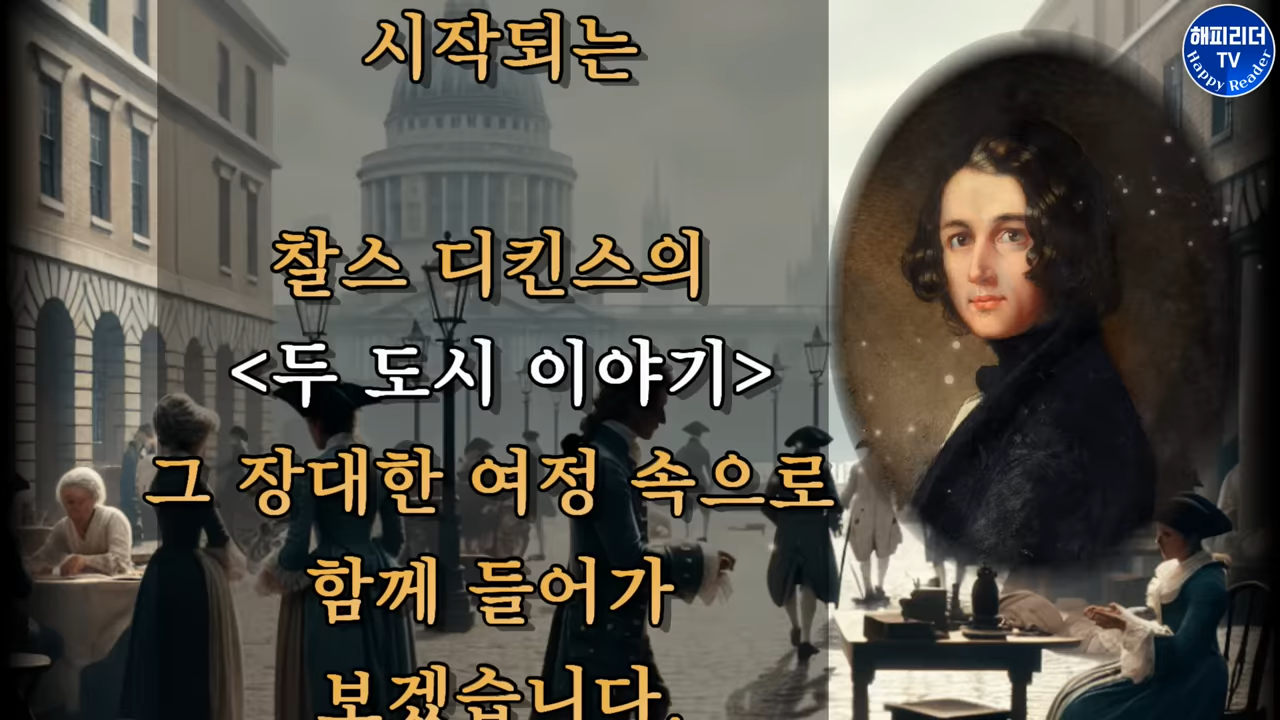 시작되는
찰스 디킨스의
<두 도시 이야기>
그 장대한 여정 속으로
함께 들어가
보겠습니다.
해피리더
TV
Happy Reader